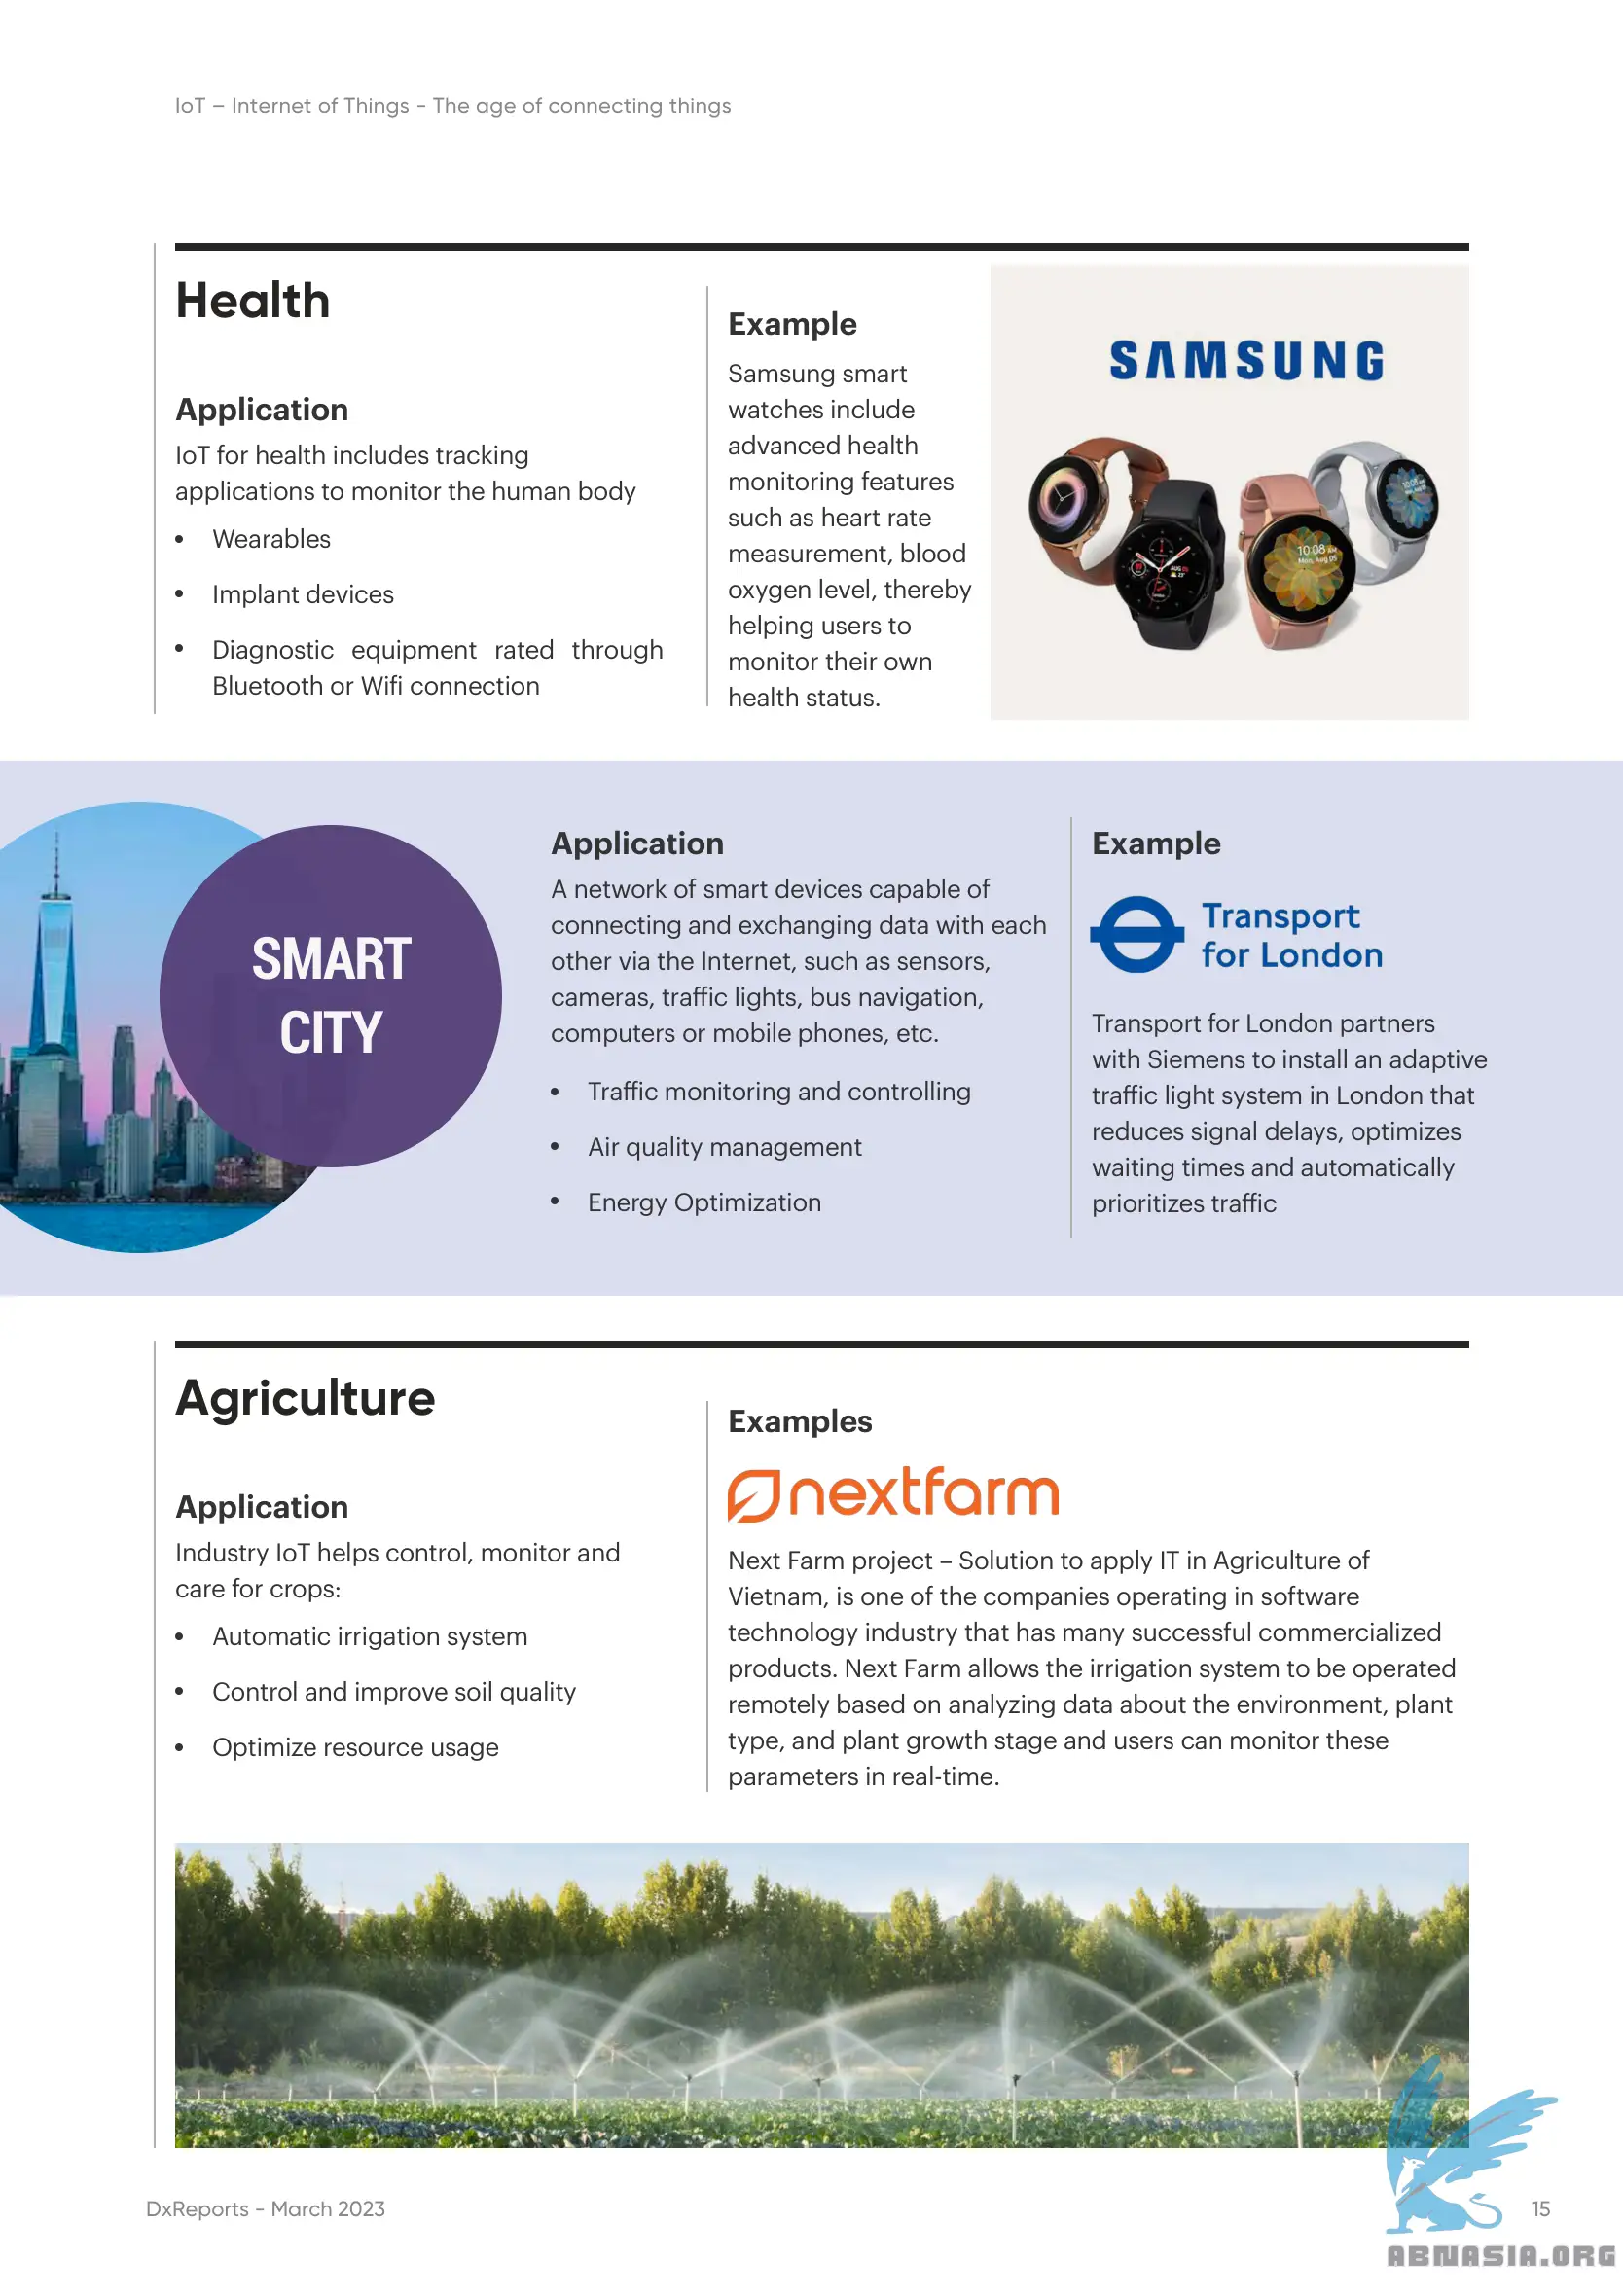 IoT – Internet of Things - The age of connecting things
Health
Application
IoT for health includes tracking
applications to monitor the human body
• Wearables
• Implant devices
• Diagnostic equipment rated through
Bluetooth or Wifi connection
Example
Samsung smart
watches include
advanced health
monitoring features
such as heart rate
measurement, blood
oxygen level, thereby
helping users to
monitor their own
health status.
SAMSUNG
10:08 AM
Mon, Aug 05
SMART
CITY
Application
A network of smart devices capable of
connecting and exchanging data with each
other via the Internet, such as sensors,
cameras, traffic lights, bus navigation,
computers or mobile phones, etc.
• Traffic monitoring and controlling
• Air quality management
• Energy Optimization
Example
Transport
for London
Transport for London partners
with Siemens to install an adaptive
traffic light system in London that
reduces signal delays, optimizes
waiting times and automatically
prioritizes traffic
Agriculture
Application
Industry IoT helps control, monitor and
care for crops:
• Automatic irrigation system
• Control and improve soil quality
• Optimize resource usage
Examples
nextfarm
Next Farm project – Solution to apply IT in Agriculture of
Vietnam, is one of the companies operating in software
technology industry that has many successful commercialized
products. Next Farm allows the irrigation system to be operated
remotely based on analyzing data about the environment, plant
type, and plant growth stage and users can monitor these
parameters in real-time.
DxReports - March 2023
15
ABNASIA.ORG